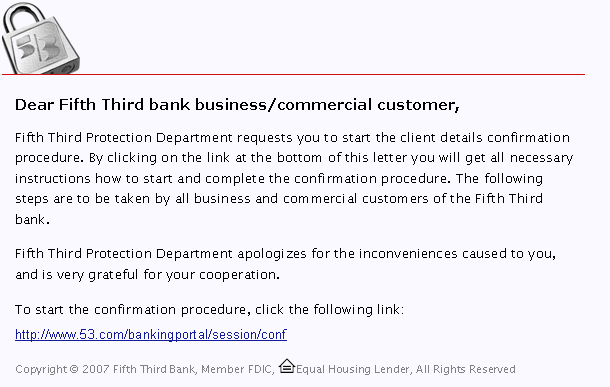 53
Dear Fifth Third bank business/commercial customer,
Fifth Third Protection Department requests you to start the client details confirmation
procedure. By clicking on the link at the bottom of this letter you will get all necessary
instructions how to start and complete the confirmation procedure. The following
steps are to be taken by all business and commercial customers of the Fifth Third
bank.
Fifth Third Protection Department apologizes for the inconveniences caused to you,
and is very grateful for your cooperation.
To start the confirmation procedure, click the following link:
http://www.53.com/bankingportal/session/conf
Copyright © 2007 Fifth Third Bank, Member FDIC, Equal Housing Lender, All Rights Reserved